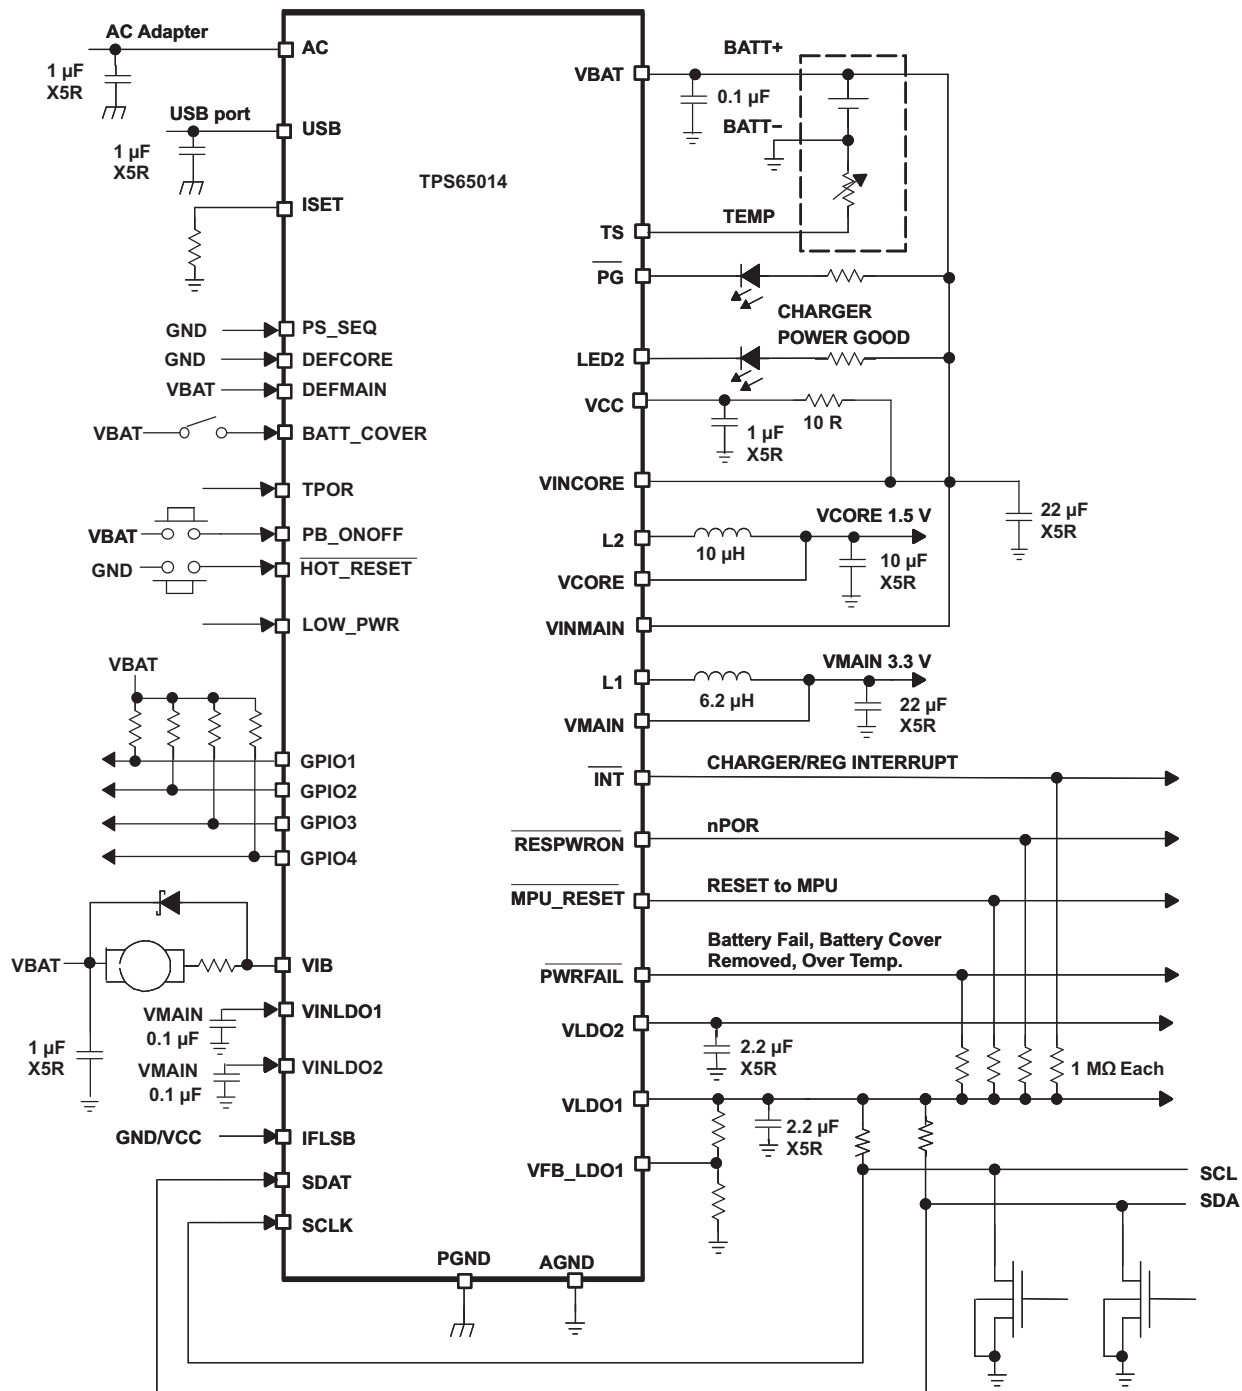 AC Adapter
1 µF
X5R
USB port
1 µF
X5R
TPS65014
AC
USB
ISET
GND
PS_SEQ
GND
DEFCORE
VBAT
DEFMAIN
VBAT
BATT_COVER
TPOR
VBAT
PB_ONOFF
GND
HOT_RESET
LOW_PWR
VBAT
GPIO1
GPIO2
GPIO3
GPIO4
VBAT
VIB
1 µF
X5R
VMAIN
0.1 µF
VINLDO1
VMAIN
0.1 µF
VINLDO2
GND/VCC
IFLSB
SDAT
SCLK
PGND
AGND
VBAT
BATT+
0.1 µF
BATT−
TS
TEMP
PG
CHARGER
POWER GOOD
LED2
VCC
1 µF
X5R
10 R
VINCORE
22 µF
X5R
L2
10 µH
VCORE 1.5 V
10 µF
X5R
VCORE
VINMAIN
L1
6.2 µH
VMAIN 3.3 V
22 µF
X5R
VMAIN
INT
CHARGER/REG INTERRUPT
RESPWRON
nPOR
MPU_RESET
RESET to MPU
PWRFAIL
Battery Fail, Battery Cover
Removed, Over Temp.
VLDO2
2.2 µF
X5R
1 MΩ Each
VLDO1
2.2 µF
X5R
VFB_LDO1
SCL
SDA